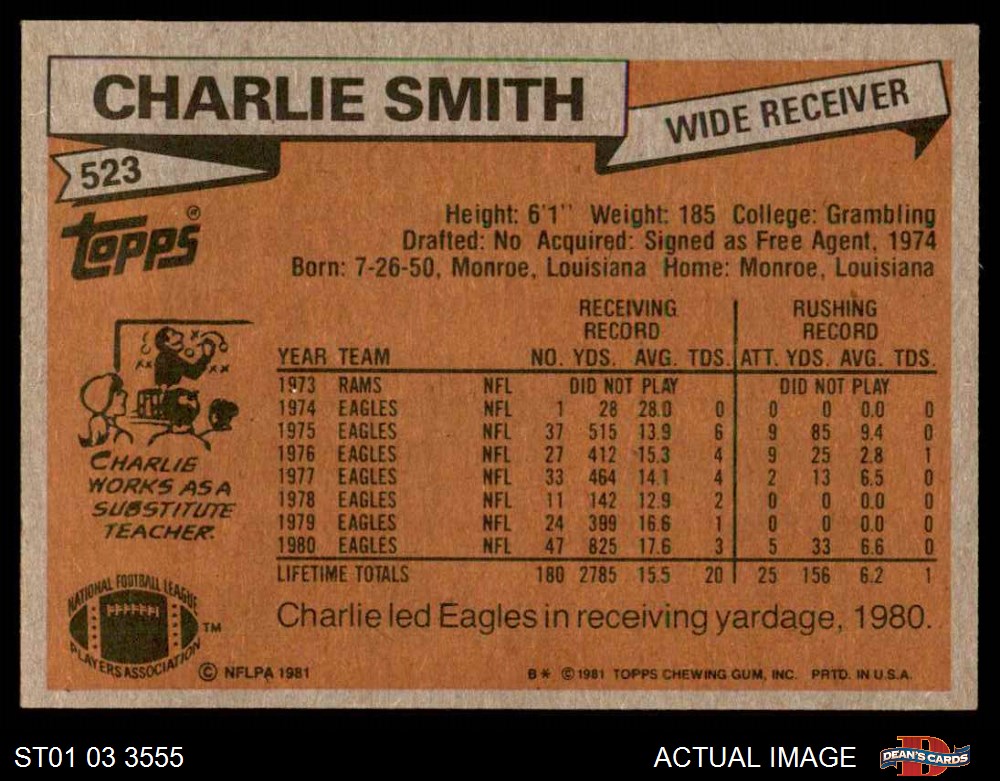 CHARLIE SMITH
WIDE RECEIVER
523
topps ®
Height: 6'1" Weight: 185 College: Grambling
Drafted: No Acquired: Signed as Free Agent, 1974
Born: 7-26-50, Monroe, Louisiana Home: Monroe, Louisiana
RECEIVING RECORD RUSHING RECORD
YEAR TEAM NO. YDS. AVG. TDS. ATT. YDS. AVG. TDS.
1973 RAMS NFL DID NOT PLAY DID NOT PLAY
1974 EAGLES NFL 1 28 28.0 0 0 0 0.0 0
1975 EAGLES NFL 37 515 13.9 6 9 85 9.4 0
1976 EAGLES NFL 27 412 15.3 4 9 25 2.8 1
1977 EAGLES NFL 33 464 14.1 4 2 13 6.5 0
1978 EAGLES NFL 11 142 12.9 2 0 0 0.0 0
1979 EAGLES NFL 24 399 16.6 1 0 0 0.0 0
1980 EAGLES NFL 47 825 17.6 3 5 33 6.6 0
LIFETIME TOTALS 180 2785 15.5 20 25 156 6.2 1
Charlie led Eagles in receiving yardage, 1980.
CHARLIE
WORKS AS A
SUBSTITUTE
TEACHER.
NATIONAL FOOTBALL LEAGUE
PLAYERS ASSOCIATION
TM
© NFLPA 1981
B* © 1981 TOPPS CHEWING GUM, INC. PRTD. IN U.S.A.
ST01 03 3555
ACTUAL IMAGE
DEAN'S CARDS